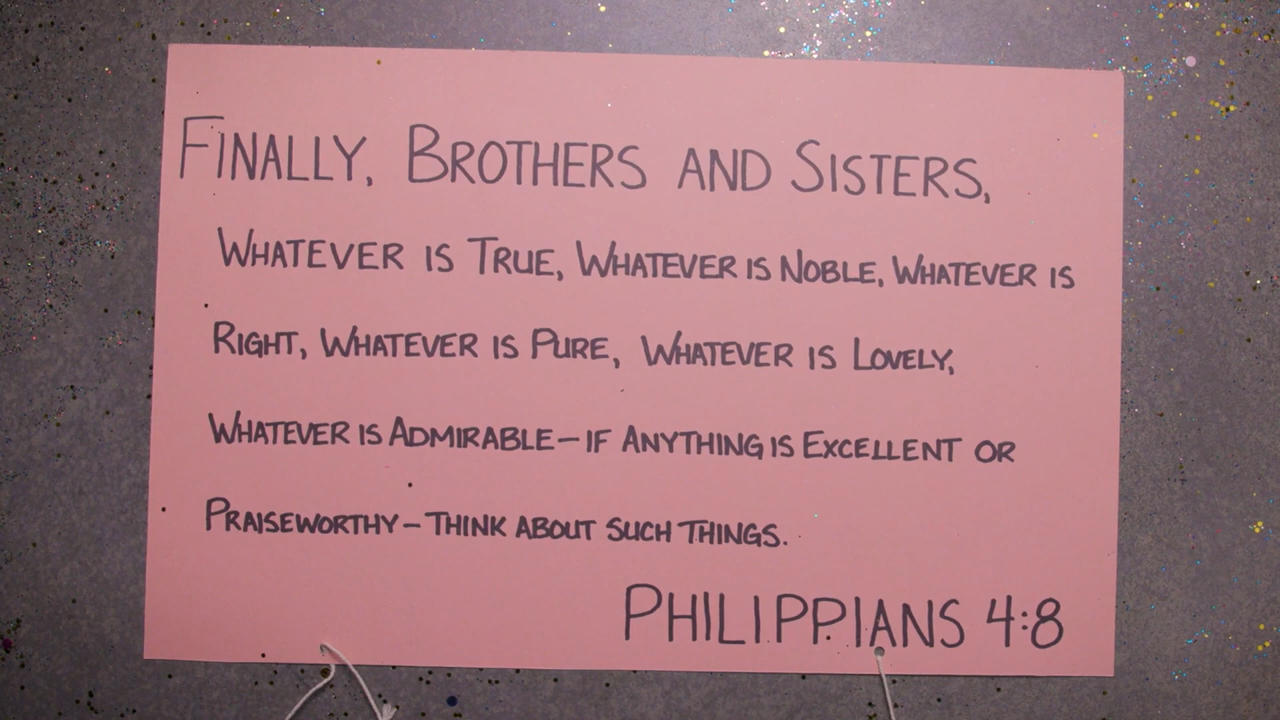 Finally, Brothers and Sisters,
Whatever is True, Whatever is Noble, Whatever is
Right, Whatever is Pure, Whatever is Lovely,
Whatever is Admirable – if Anything is Excellent or
Praiseworthy – think about such things.
Philippians 4:8